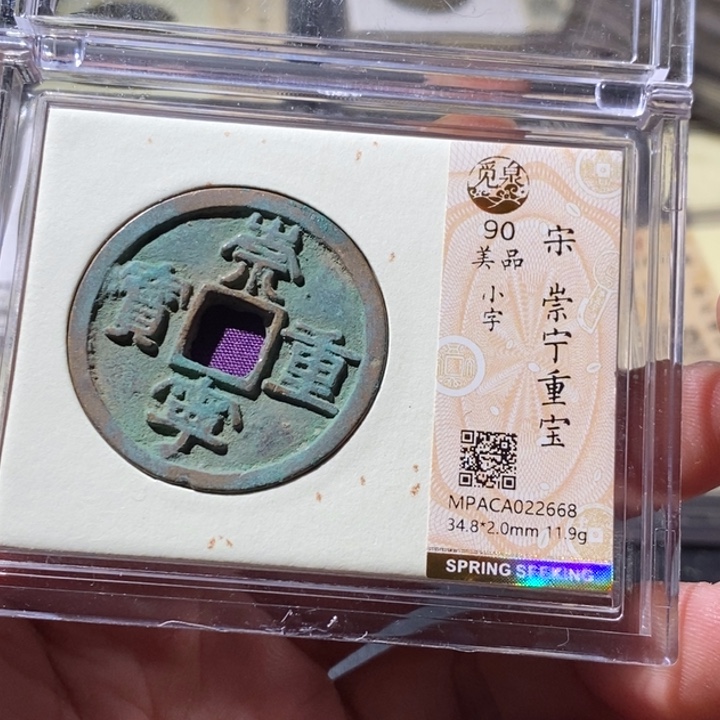 崇
重
寧
寶
觅泉
90
美品
小字
宋 崇宁重宝
MPACA022668
34.8*2.0mm 11.9g
SPRING SEEKING